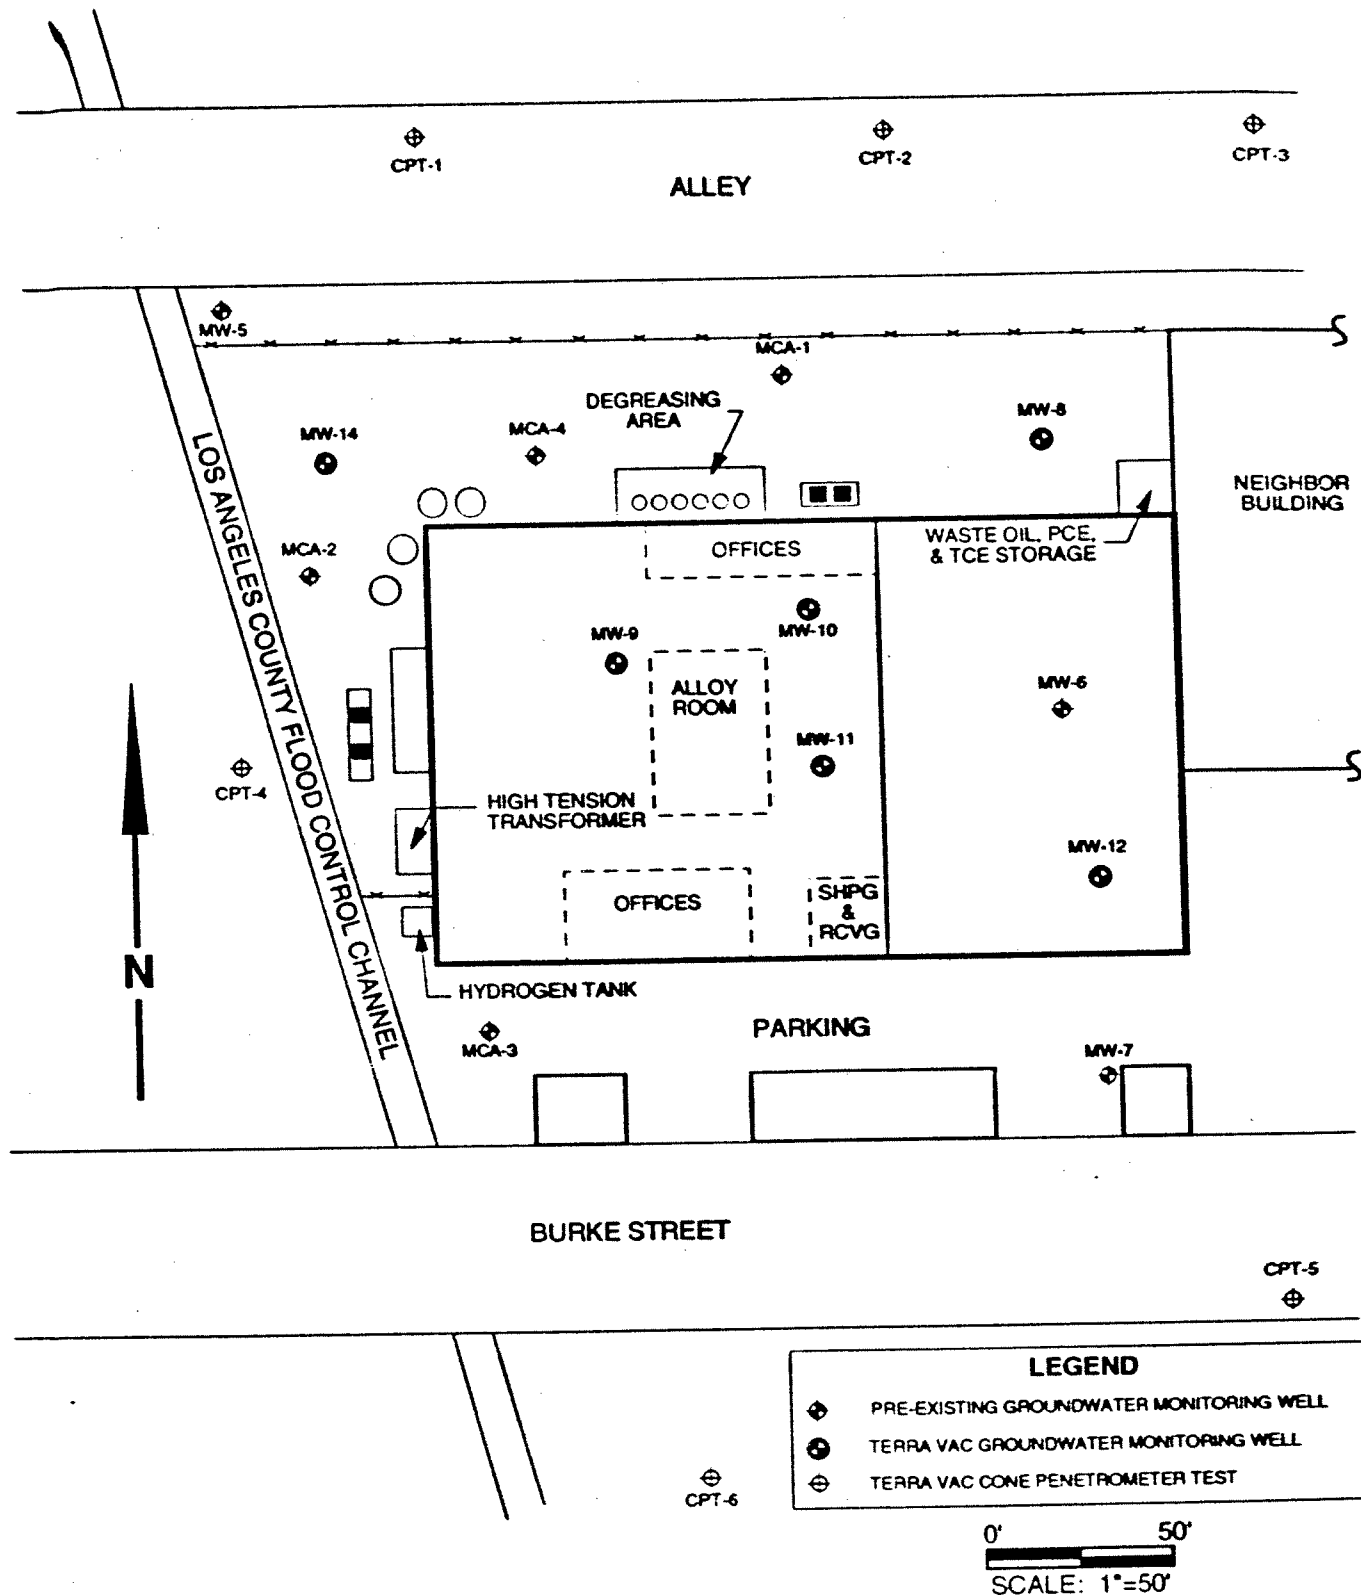 CPT-1
CPT-2
CPT-3
ALLEY
MW-5
MCA-1
DEGREASING
AREA
MW-8
MW-14
MCA-4
NEIGHBOR
BUILDING
WASTE OIL, PCE,
& TCE STORAGE
OFFICES
MCA-2
MW-10
MW-9
LOS ANGELES COUNTY FLOOD CONTROL CHANNEL
ALLOY
ROOM
MW-6
MW-11
CPT-4
HIGH TENSION
TRANSFORMER
MW-12
OFFICES
SHPG
&
RCVG
N
HYDROGEN TANK
PARKING
MCA-3
MW-7
BURKE STREET
CPT-5
LEGEND
PRE-EXISTING GROUNDWATER MONITORING WELL
TERRA VAC GROUNDWATER MONITORING WELL
TERRA VAC CONE PENETROMETER TEST
CPT-6
0' 50'
SCALE: 1"=50'